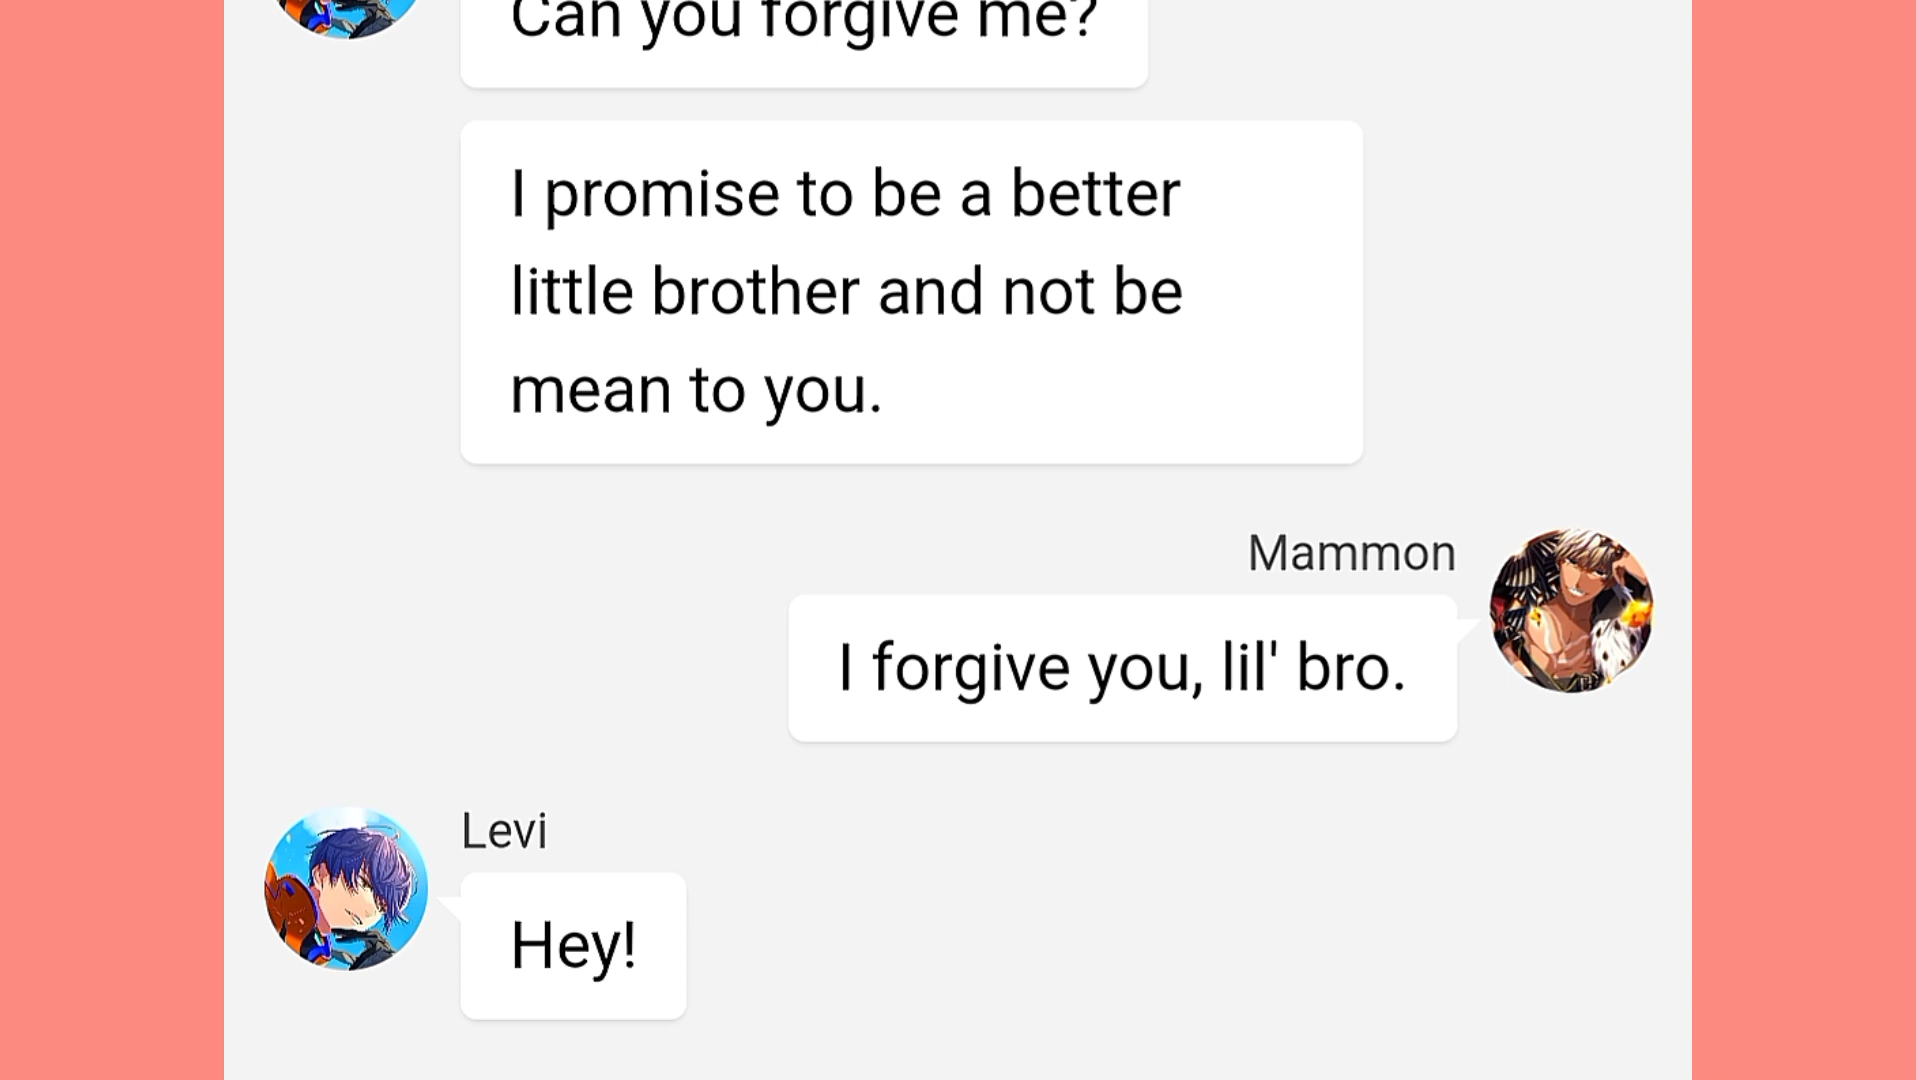 Can you forgive me?
I promise to be a better
little brother and not be
mean to you.
Mammon
I forgive you, lil' bro.
Levi
Hey!